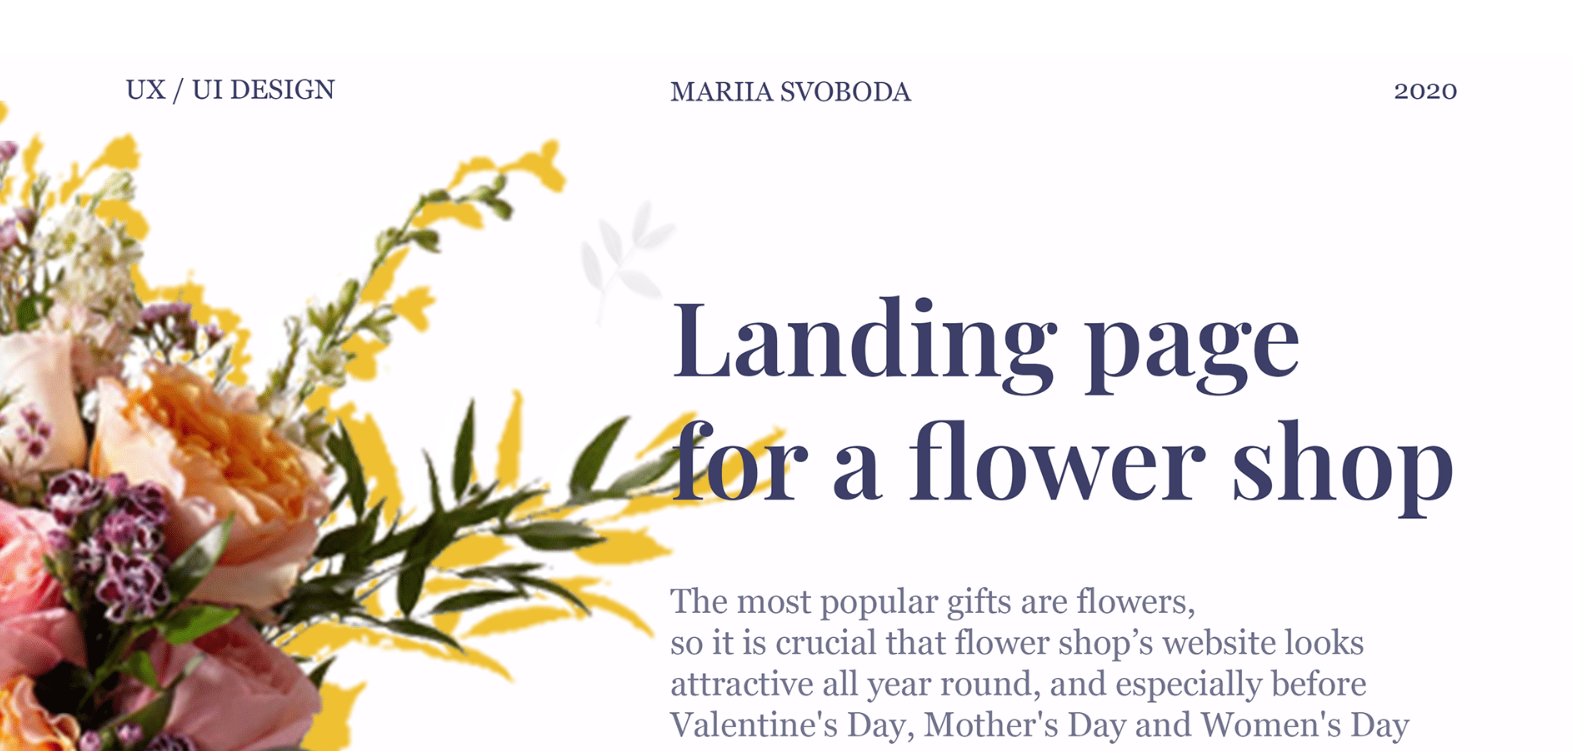 UX / UI DESIGN
MARIIA SVOBODA
2020
Landing page
for a flower shop
The most popular gifts are flowers,
so it is crucial that flower shop’s website looks
attractive all year round, and especially before
Valentine's Day, Mother's Day and Women's Day